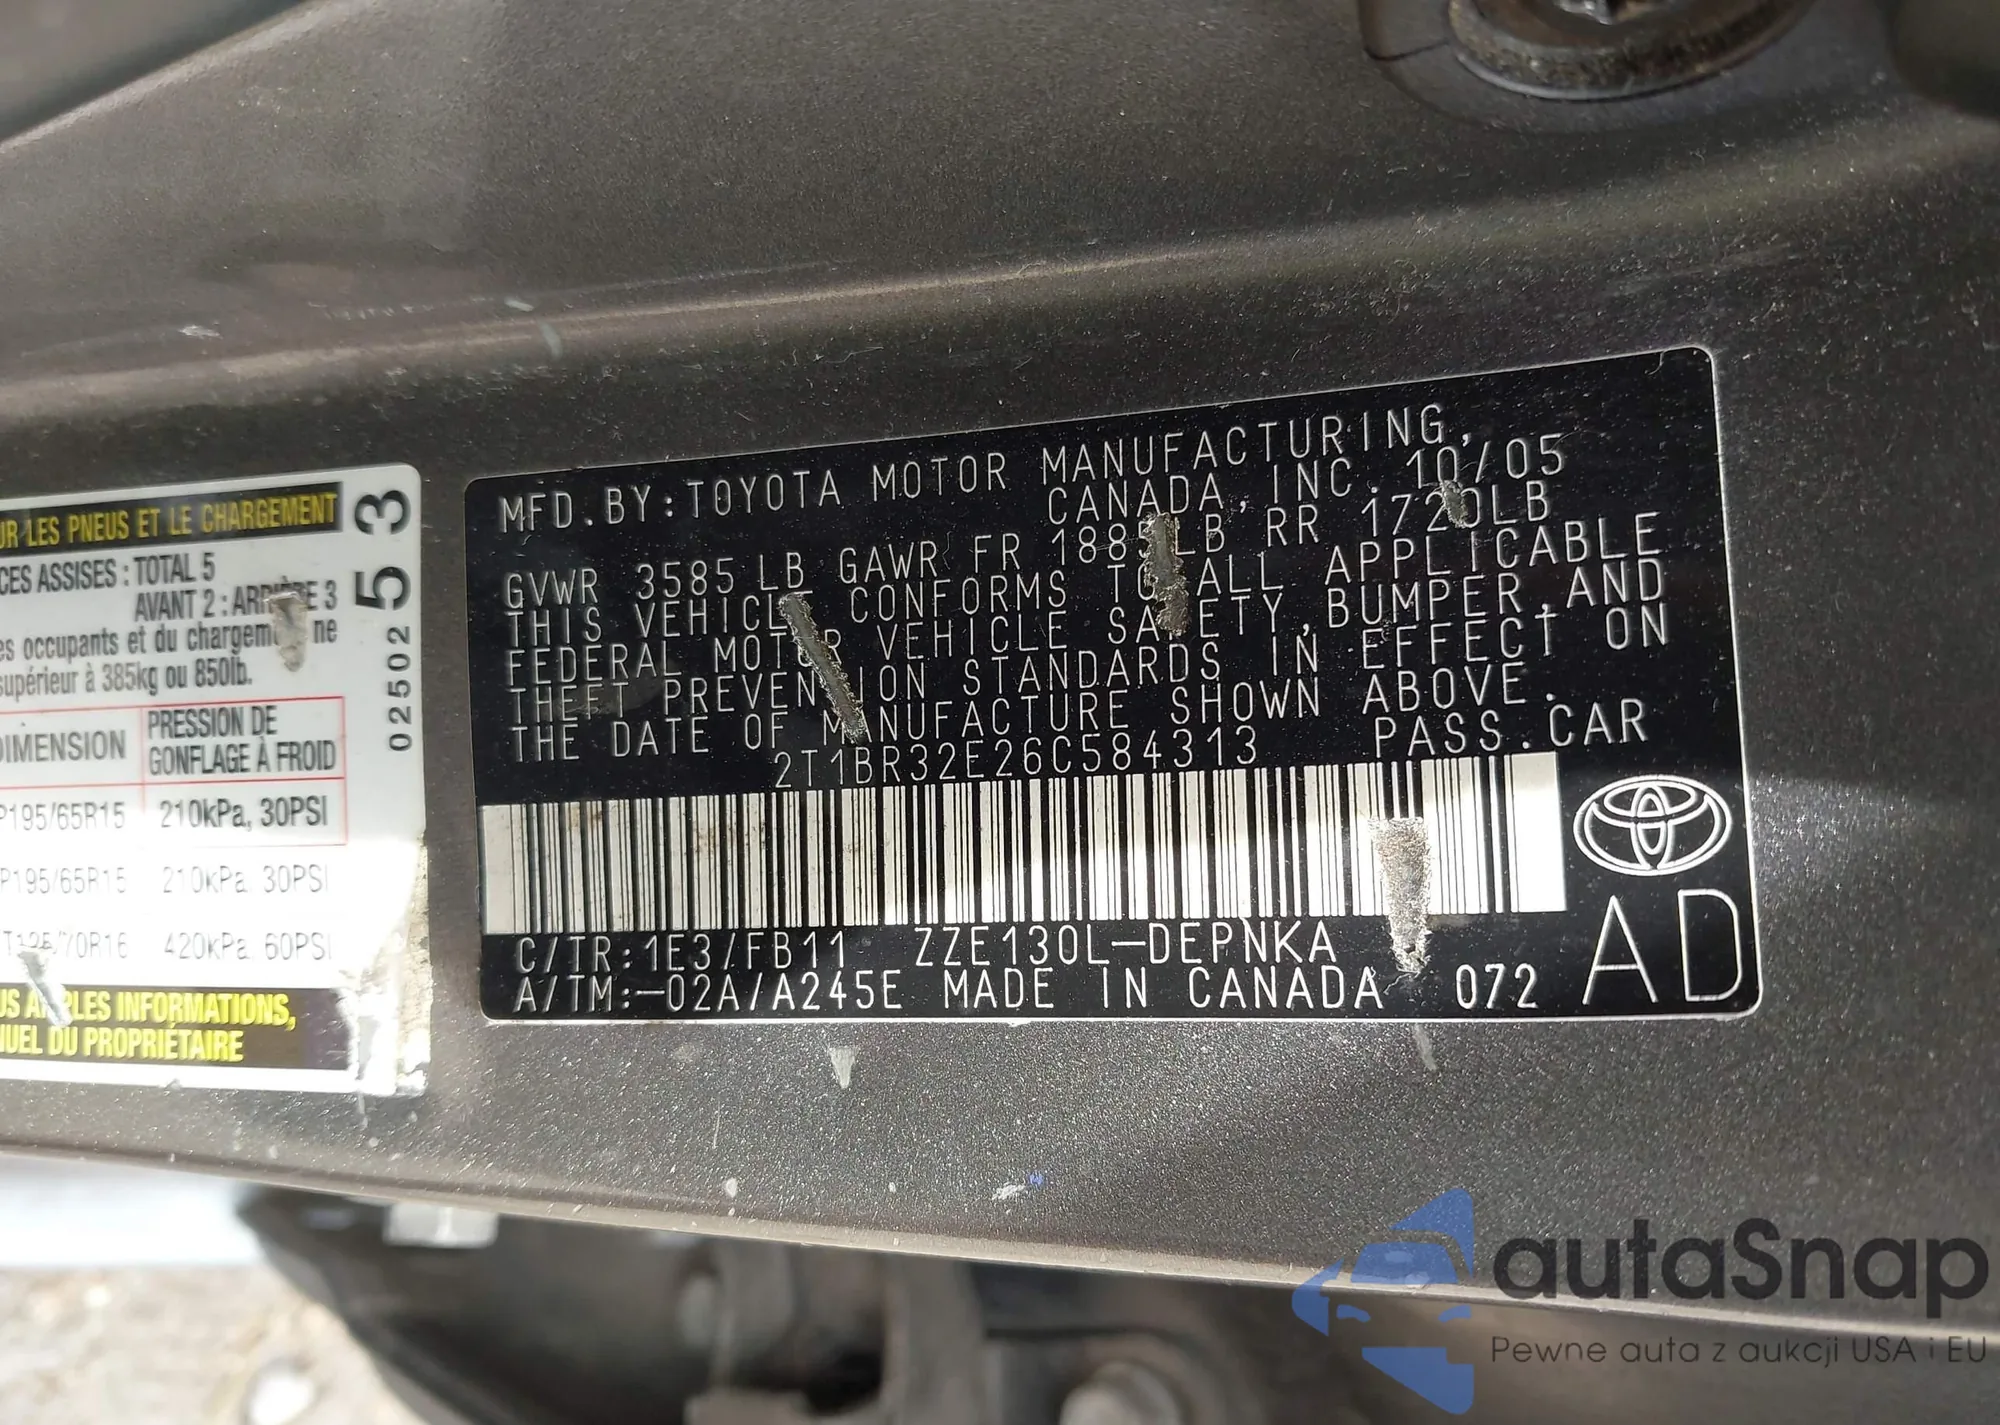 UR LES PNEUS ET LE CHARGEMENT
CES ASSISES : TOTAL 5
AVANT 2 : ARRIÈRE 3
es occupants et du chargement ne
supérieur à 385kg ou 850lb.
DIMENSION PRESSION DE GONFLAGE À FROID
P195/65R15 210kPa, 30PSI
P195/65R15 210kPa, 30PSI
T125/70R16 420kPa, 60PSI
INFORMATIONS,
NUEL DU PROPRIÉTAIRE
02502 53
MFD.BY:TOYOTA MOTOR MANUFACTURING,
CANADA,INC. 10/05
GVWR 3585LB GAWR FR 1883LB RR 1720LB
THIS VEHICLE CONFORMS TO ALL APPLICABLE
FEDERAL MOTOR VEHICLE SAFETY,BUMPER,AND
THEFT PREVENTION STANDARDS IN EFFECT ON
THE DATE OF MANUFACTURE SHOWN ABOVE.
2T1BR32E26C584313 PASS.CAR
C/TR:1E3/FB11 ZZE130L-DEPNKA
A/TM:-02A/A245E MADE IN CANADA 072
AD
autaSnap
Pewne auta z aukcji USA i EU